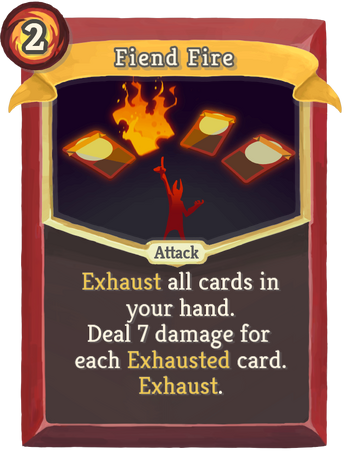 2
Fiend Fire
Attack
Exhaust all cards in
your hand.
Deal 7 damage for
each Exhausted card.
Exhaust.